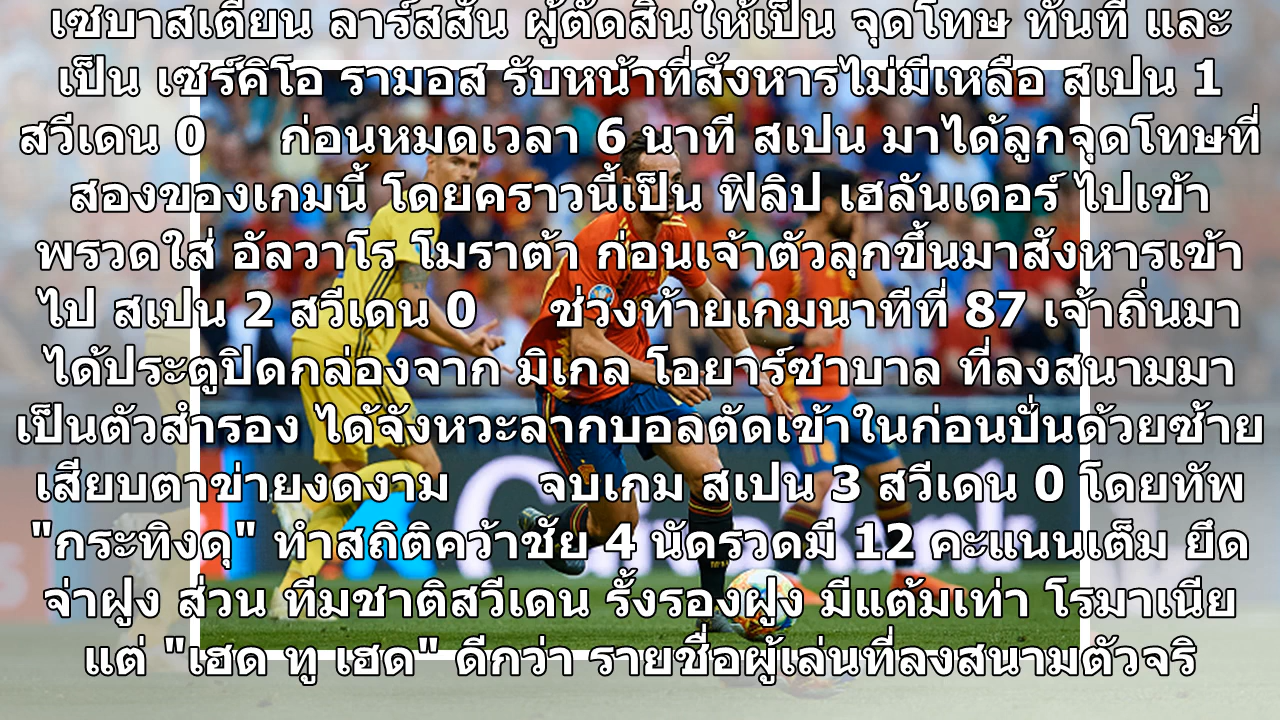 เซบาสเตียน ลาร์สสัน ผู้ตัดสินให้เป็น จุดโทษ ทันที และ
เป็น เซร์คิโอ รามอส รับหน้าที่สังหารไม่มีเหลือ สเปน 1
สวีเดน 0 ก่อนหมดเวลา 6 นาที สเปน มาได้ลูกจุดโทษที่
สองของเกมนี้ โดยคราวนี้เป็น ฟิลิป เฮลันเดอร์ ไปเข้า
พรวดใส่ อัลวาโร โมราต้า ก่อนเจ้าตัวลุกขึ้นมาสังหารเข้า
ไป สเปน 2 สวีเดน 0 ช่วงท้ายเกมนาทีที่ 87 เจ้าถิ่นมา
ได้ประตูปิดกล่องจาก มิเกล โอยาร์ซาบาล ที่ลงสนามมา
เป็นตัวสำรอง ได้จังหวะลากบอลตัดเข้าในก่อนปั่นด้วยซ้าย
เสียบตาข่ายงดงาม จบเกม สเปน 3 สวีเดน 0 โดยทัพ
"กระทิงดุ" ทำสถิติคว้าชัย 4 นัดรวดมี 12 คะแนนเต็ม ยึด
จ่าฝูง ส่วน ทีมชาติสวีเดน รั้งรองฝูง มีแต้มเท่า โรมาเนีย
แต่ "เฮด ทู เฮด" ดีกว่า รายชื่อผู้เล่นที่ลงสนามตัวจริ